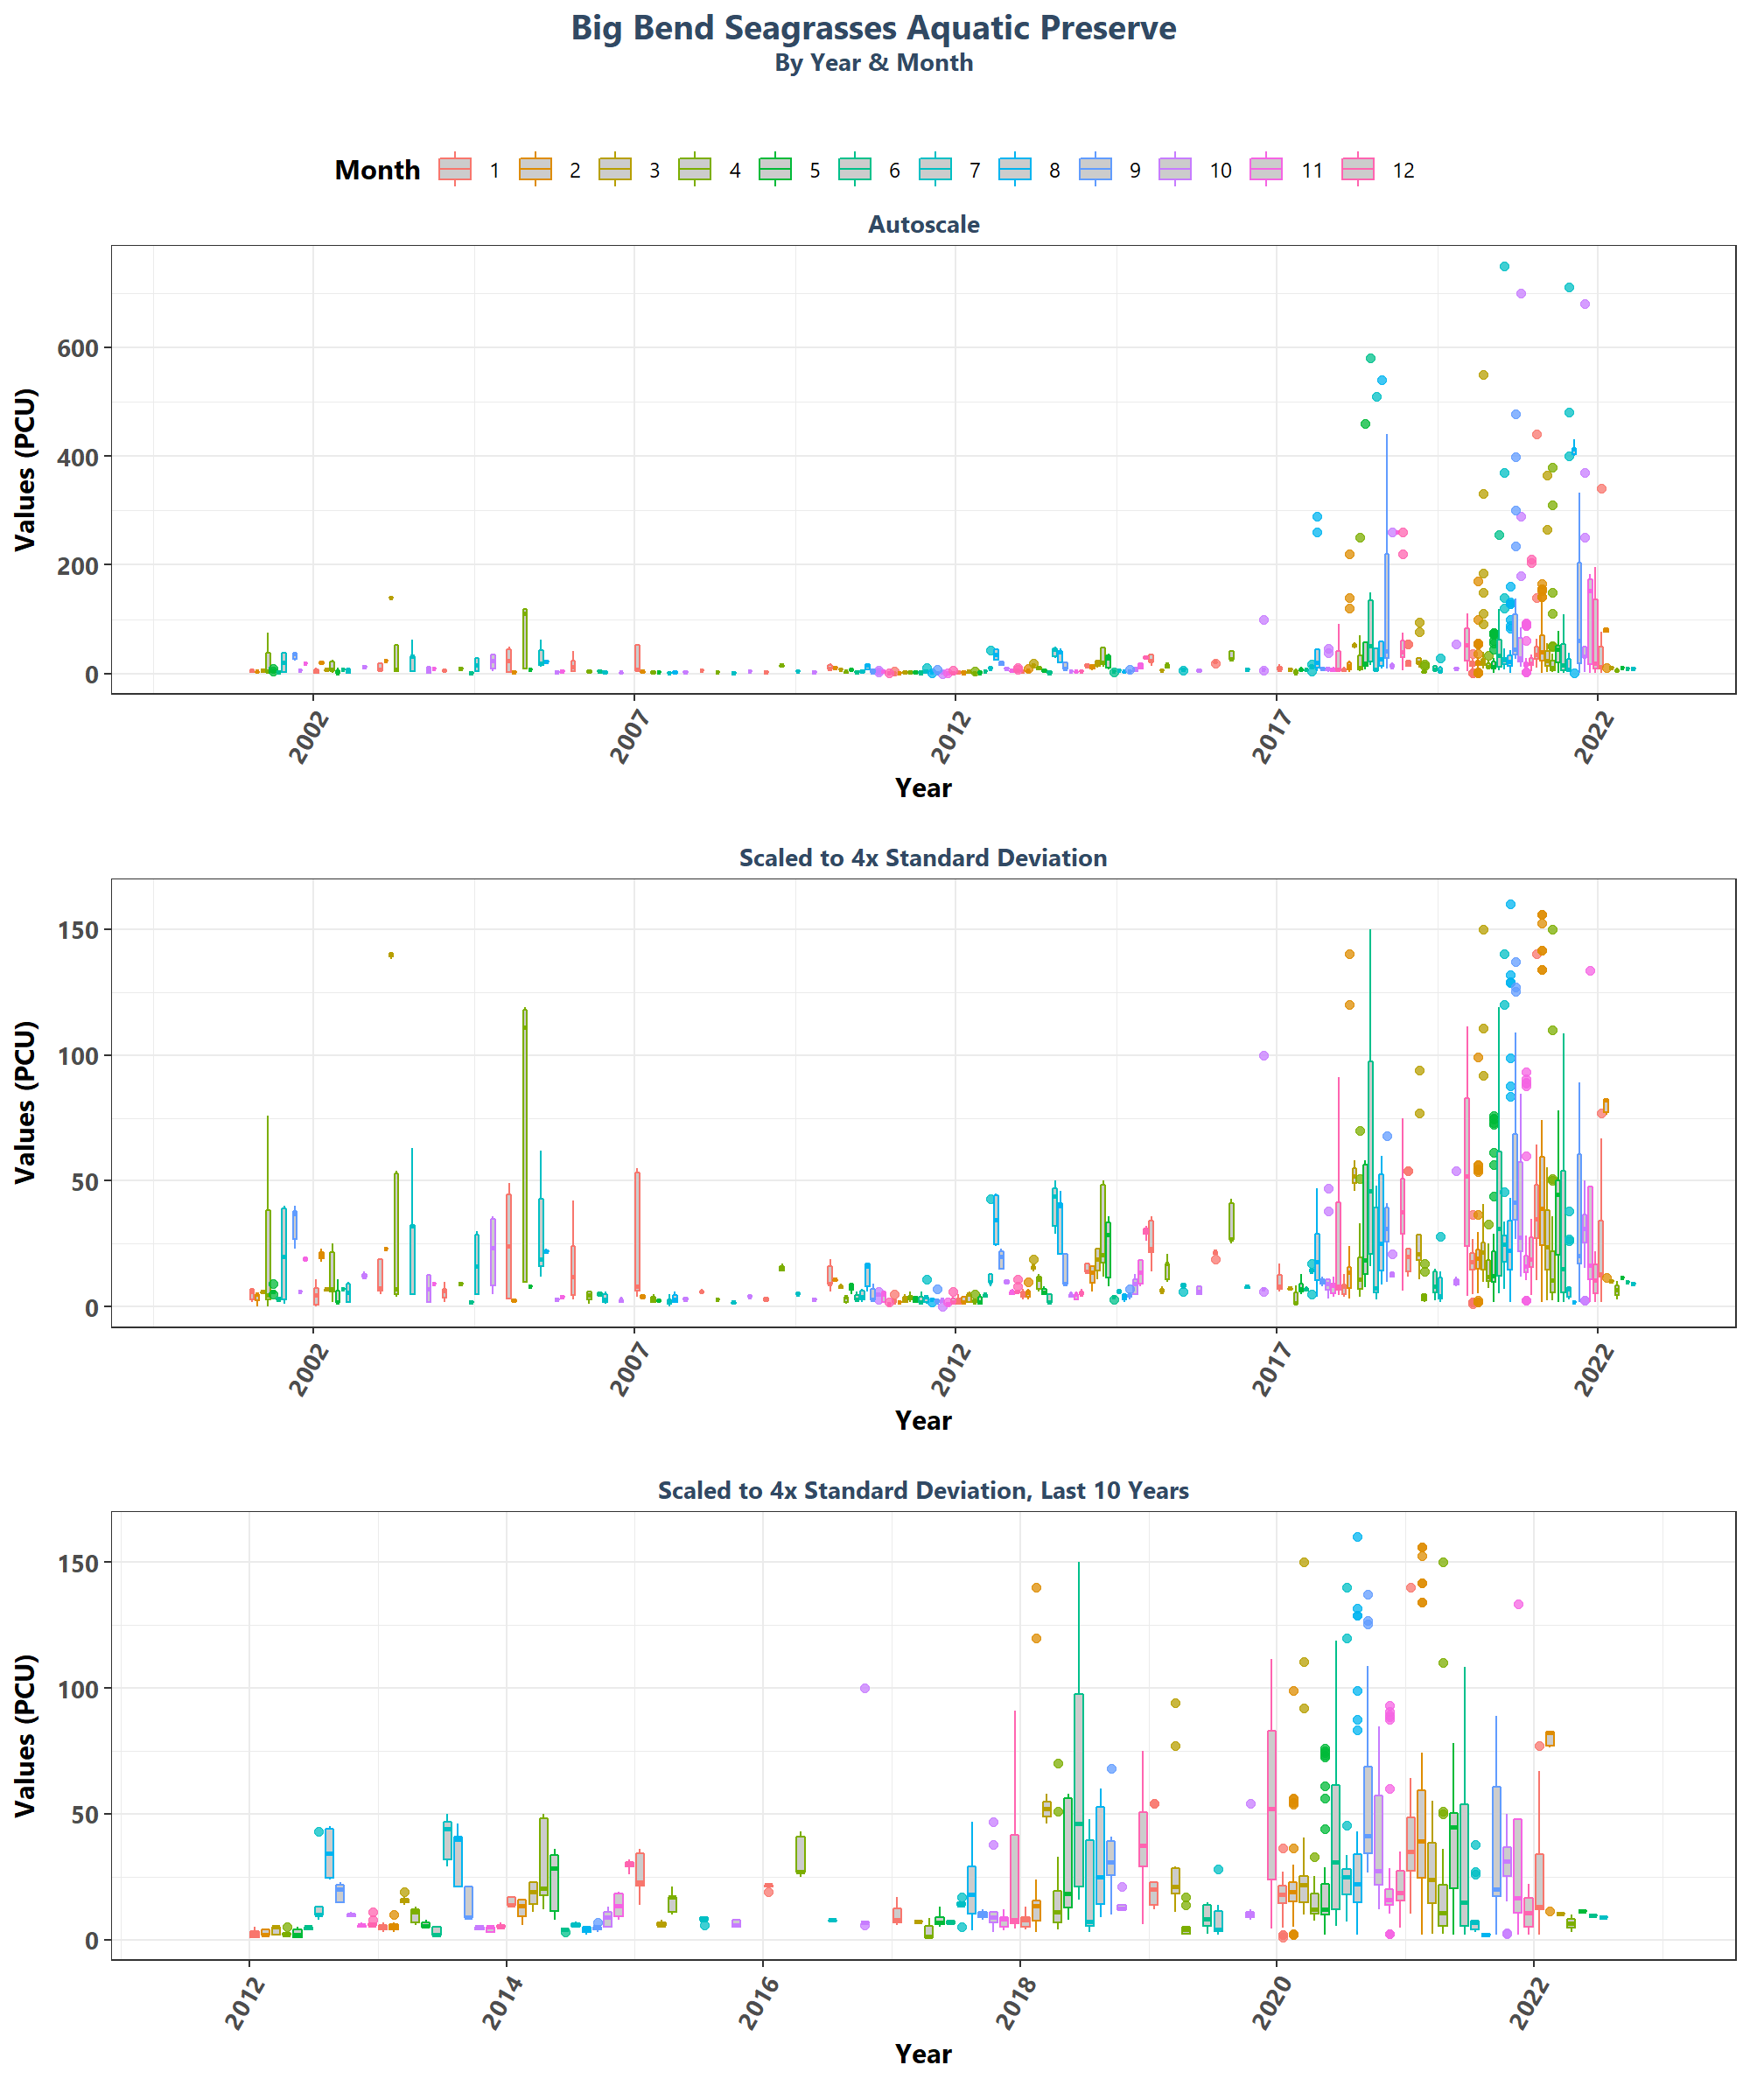 Big Bend Seagrasses Aquatic Preserve
By Year & Month
Month 1 2 3 4 5 6 7 8 9 10 11 12
Autoscale
Values (PCU)
600
400
200
0
2002 2007 2012 2017 2022
Year
Scaled to 4x Standard Deviation
Values (PCU)
150
100
50
0
2002 2007 2012 2017 2022
Year
Scaled to 4x Standard Deviation, Last 10 Years
Values (PCU)
150
100
50
0
2012 2014 2016 2018 2020 2022
Year